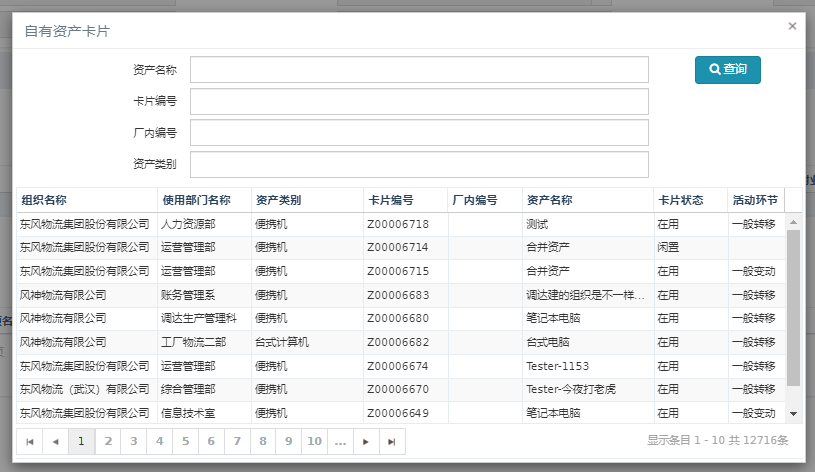 自有资产卡片 ×
资产名称 查询
卡片编号
厂内编号
资产类别
组织名称 使用部门名称 资产类别 卡片编号 厂内编号 资产名称 卡片状态 活动环节
东风物流集团股份有限公司 人力资源部 便携机 Z00006718 测试 在用 一般转移
东风物流集团股份有限公司 运营管理部 便携机 Z00006714 合并资产 闲置
东风物流集团股份有限公司 运营管理部 便携机 Z00006715 合并资产 在用 一般变动
风神物流有限公司 账务管理系 便携机 Z00006683 调达建的组织是不一样... 在用 一般转移
风神物流有限公司 调达生产管理科 便携机 Z00006680 笔记本电脑 在用 一般转移
风神物流有限公司 工厂物流二部 台式计算机 Z00006682 台式电脑 在用 一般转移
东风物流集团股份有限公司 运营管理部 便携机 Z00006674 Tester-1153 在用 一般转移
东风物流（武汉）有限公司 综合管理部 便携机 Z00006670 Tester-今夜打老虎 在用 一般转移
东风物流集团股份有限公司 信息技术室 便携机 Z00006649 笔记本电脑 在用 一般变动
1 2 3 4 5 6 7 8 9 10 ... 显示条目 1 - 10 共 12716条